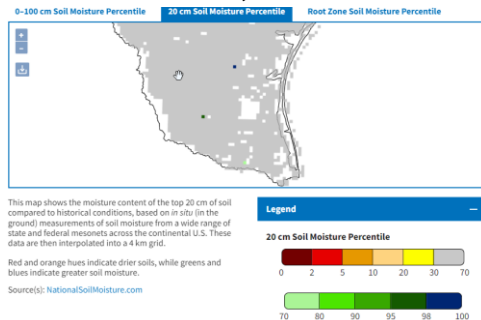 0–100 cm Soil Moisture Percentile 20 cm Soil Moisture Percentile Root Zone Soil Moisture Percentile
+
−
This map shows the moisture content of the top 20 cm of soil
compared to historical conditions, based on in situ (in the
ground) measurements of soil moisture from a wide range of
state and federal mesonets across the continental U.S. These
data are then interpolated into a 4 km grid.
Red and orange hues indicate drier soils, while greens and
blues indicate greater soil moisture.
Source(s): NationalSoilMoisture.com
Legend −
20 cm Soil Moisture Percentile
0 2 5 10 20 30 70
70 80 90 95 98 100